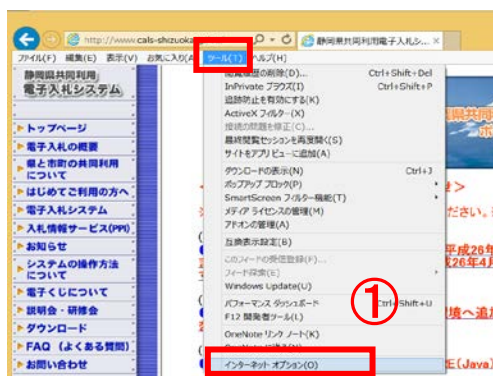 http://www.cals-shizuoka
静岡県共同利用電子入札シス...
ファイル(F) 編集(E) 表示(V) お気に入り(A) ツール(T) ヘルプ(H)
静岡県共同利用
電子入札システム
トップページ
電子入札の概要
県と市町の共同利用
について
はじめてご利用の方へ
電子入札システム
入札情報サービス(PPI)
お知らせ
システムの操作方法
について
電子くじについて
説明会・研修会
ダウンロード
FAQ（よくある質問）
お問い合わせ
閲覧履歴の削除(D)... Ctrl+Shift+Del
InPrivate ブラウズ(I) Ctrl+Shift+P
追跡防止を有効にする(K)
ActiveX フィルター(X)
接続の問題を修正(C)...
最終閲覧セッションを再度開く(S)
サイトをアプリ ビューに追加(A)
ダウンロードの表示(N) Ctrl+J
ポップアップ ブロック(P)
SmartScreen フィルター機能(T)
メディア ライセンスの管理(M)
アドオンの管理(A)
互換表示設定(B)
このフィードの受信登録(F)...
フィード探索(E)
Windows Update(U)
パフォーマンス ダッシュボード Ctrl+Shift+U
F12 開発者ツール(L)
OneNote リンク ノート(K)
インターネット オプション(O)
①
県共同
ポ
せ＞
ださい。
平成26年
26年4月
境へ追加
E(Java)